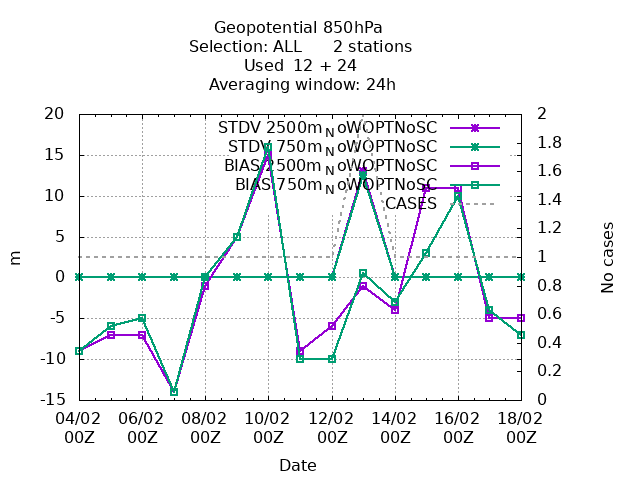 Geopotential 850hPa
Selection: ALL 2 stations
Used 12 + 24
Averaging window: 24h
STDV 2500m_NoWOPTNoSC
STDV 750m_NoWOPTNoSC
BIAS 2500m_NoWOPTNoSC
BIAS 750m_NoWOPTNoSC
CASES
20
15
10
5
0
-5
-10
-15
m
2
1.8
1.6
1.4
1.2
1
0.8
0.6
0.4
0.2
0
No cases
04/02 06/02 08/02 10/02 12/02 14/02 16/02 18/02
00Z 00Z 00Z 00Z 00Z 00Z 00Z 00Z
Date